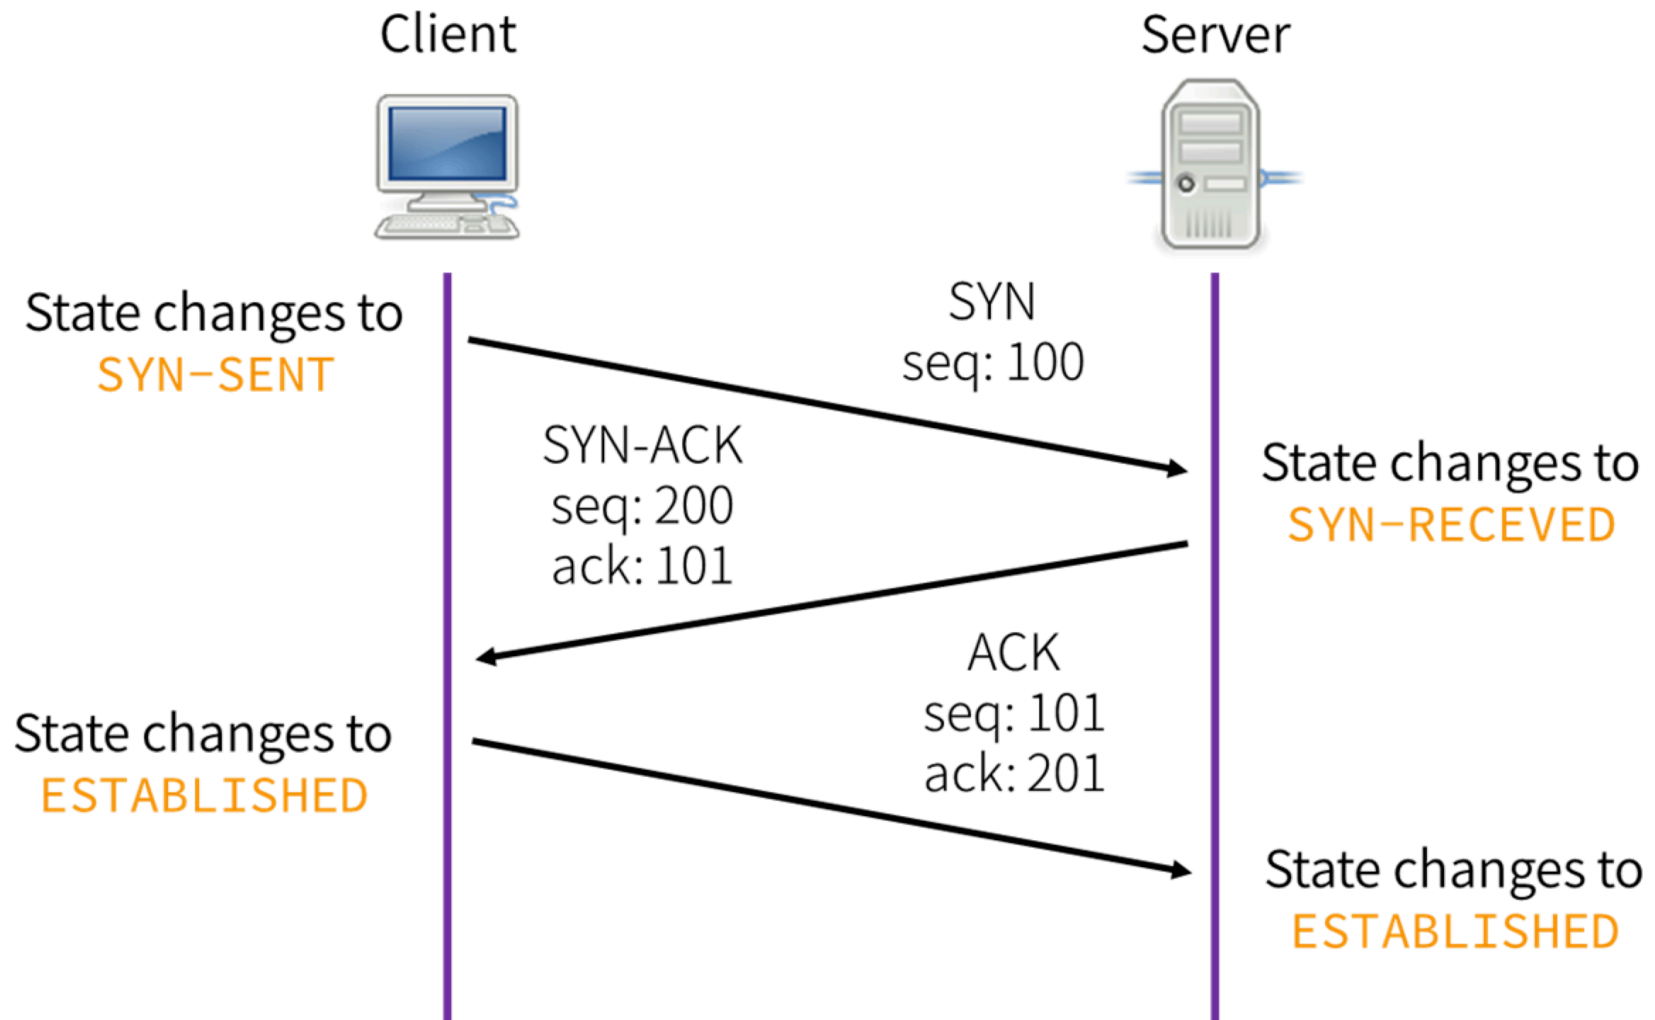 Client
Server
State changes to
SYN-SENT
SYN
seq: 100
SYN-ACK
seq: 200
ack: 101
State changes to
SYN-RECEVED
ACK
seq: 101
ack: 201
State changes to
ESTABLISHED
State changes to
ESTABLISHED